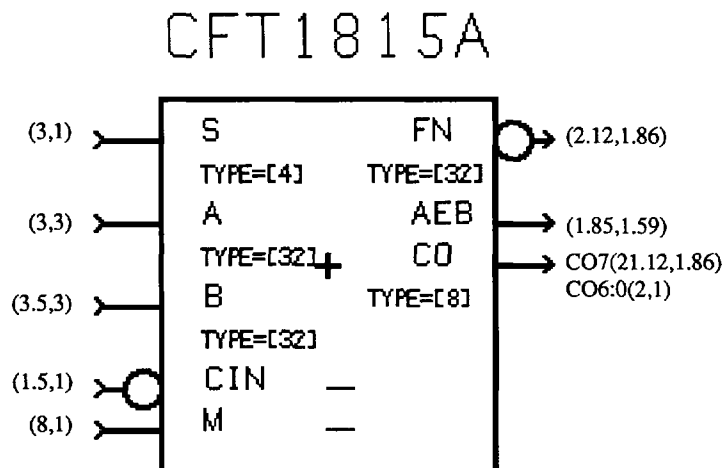 CFT1815A
(3,1) S FN (2.12,1.86)
TYPE=[4] TYPE=[32]
(3,3) A AEB (1.85,1.59)
TYPE=[32] CO CO7(21.12,1.86)
(3.5,3) B TYPE=[8] CO6:0(2,1)
TYPE=[32]
(1.5,1) CIN
(8,1) M